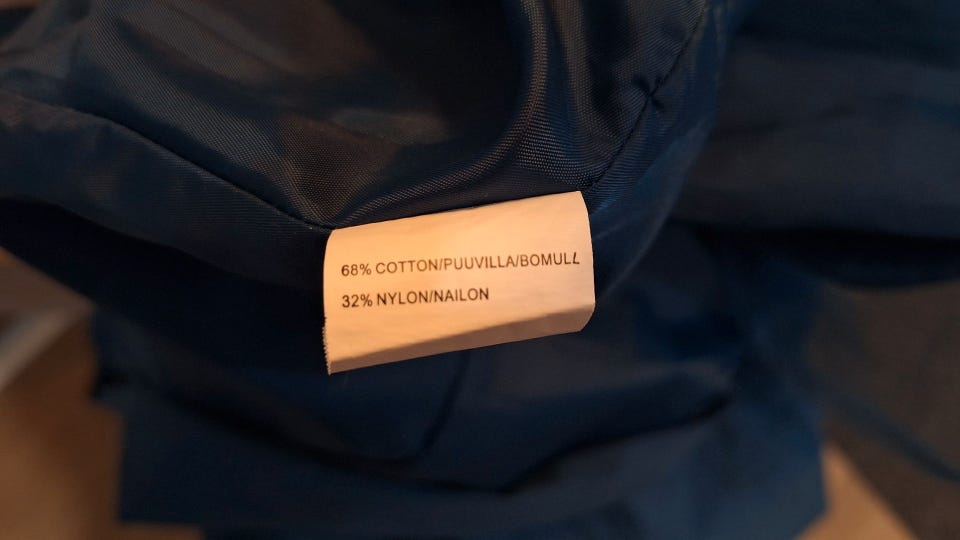 68% COTTON/PUUVILLA/BOMULL
32% NYLON/NAILON